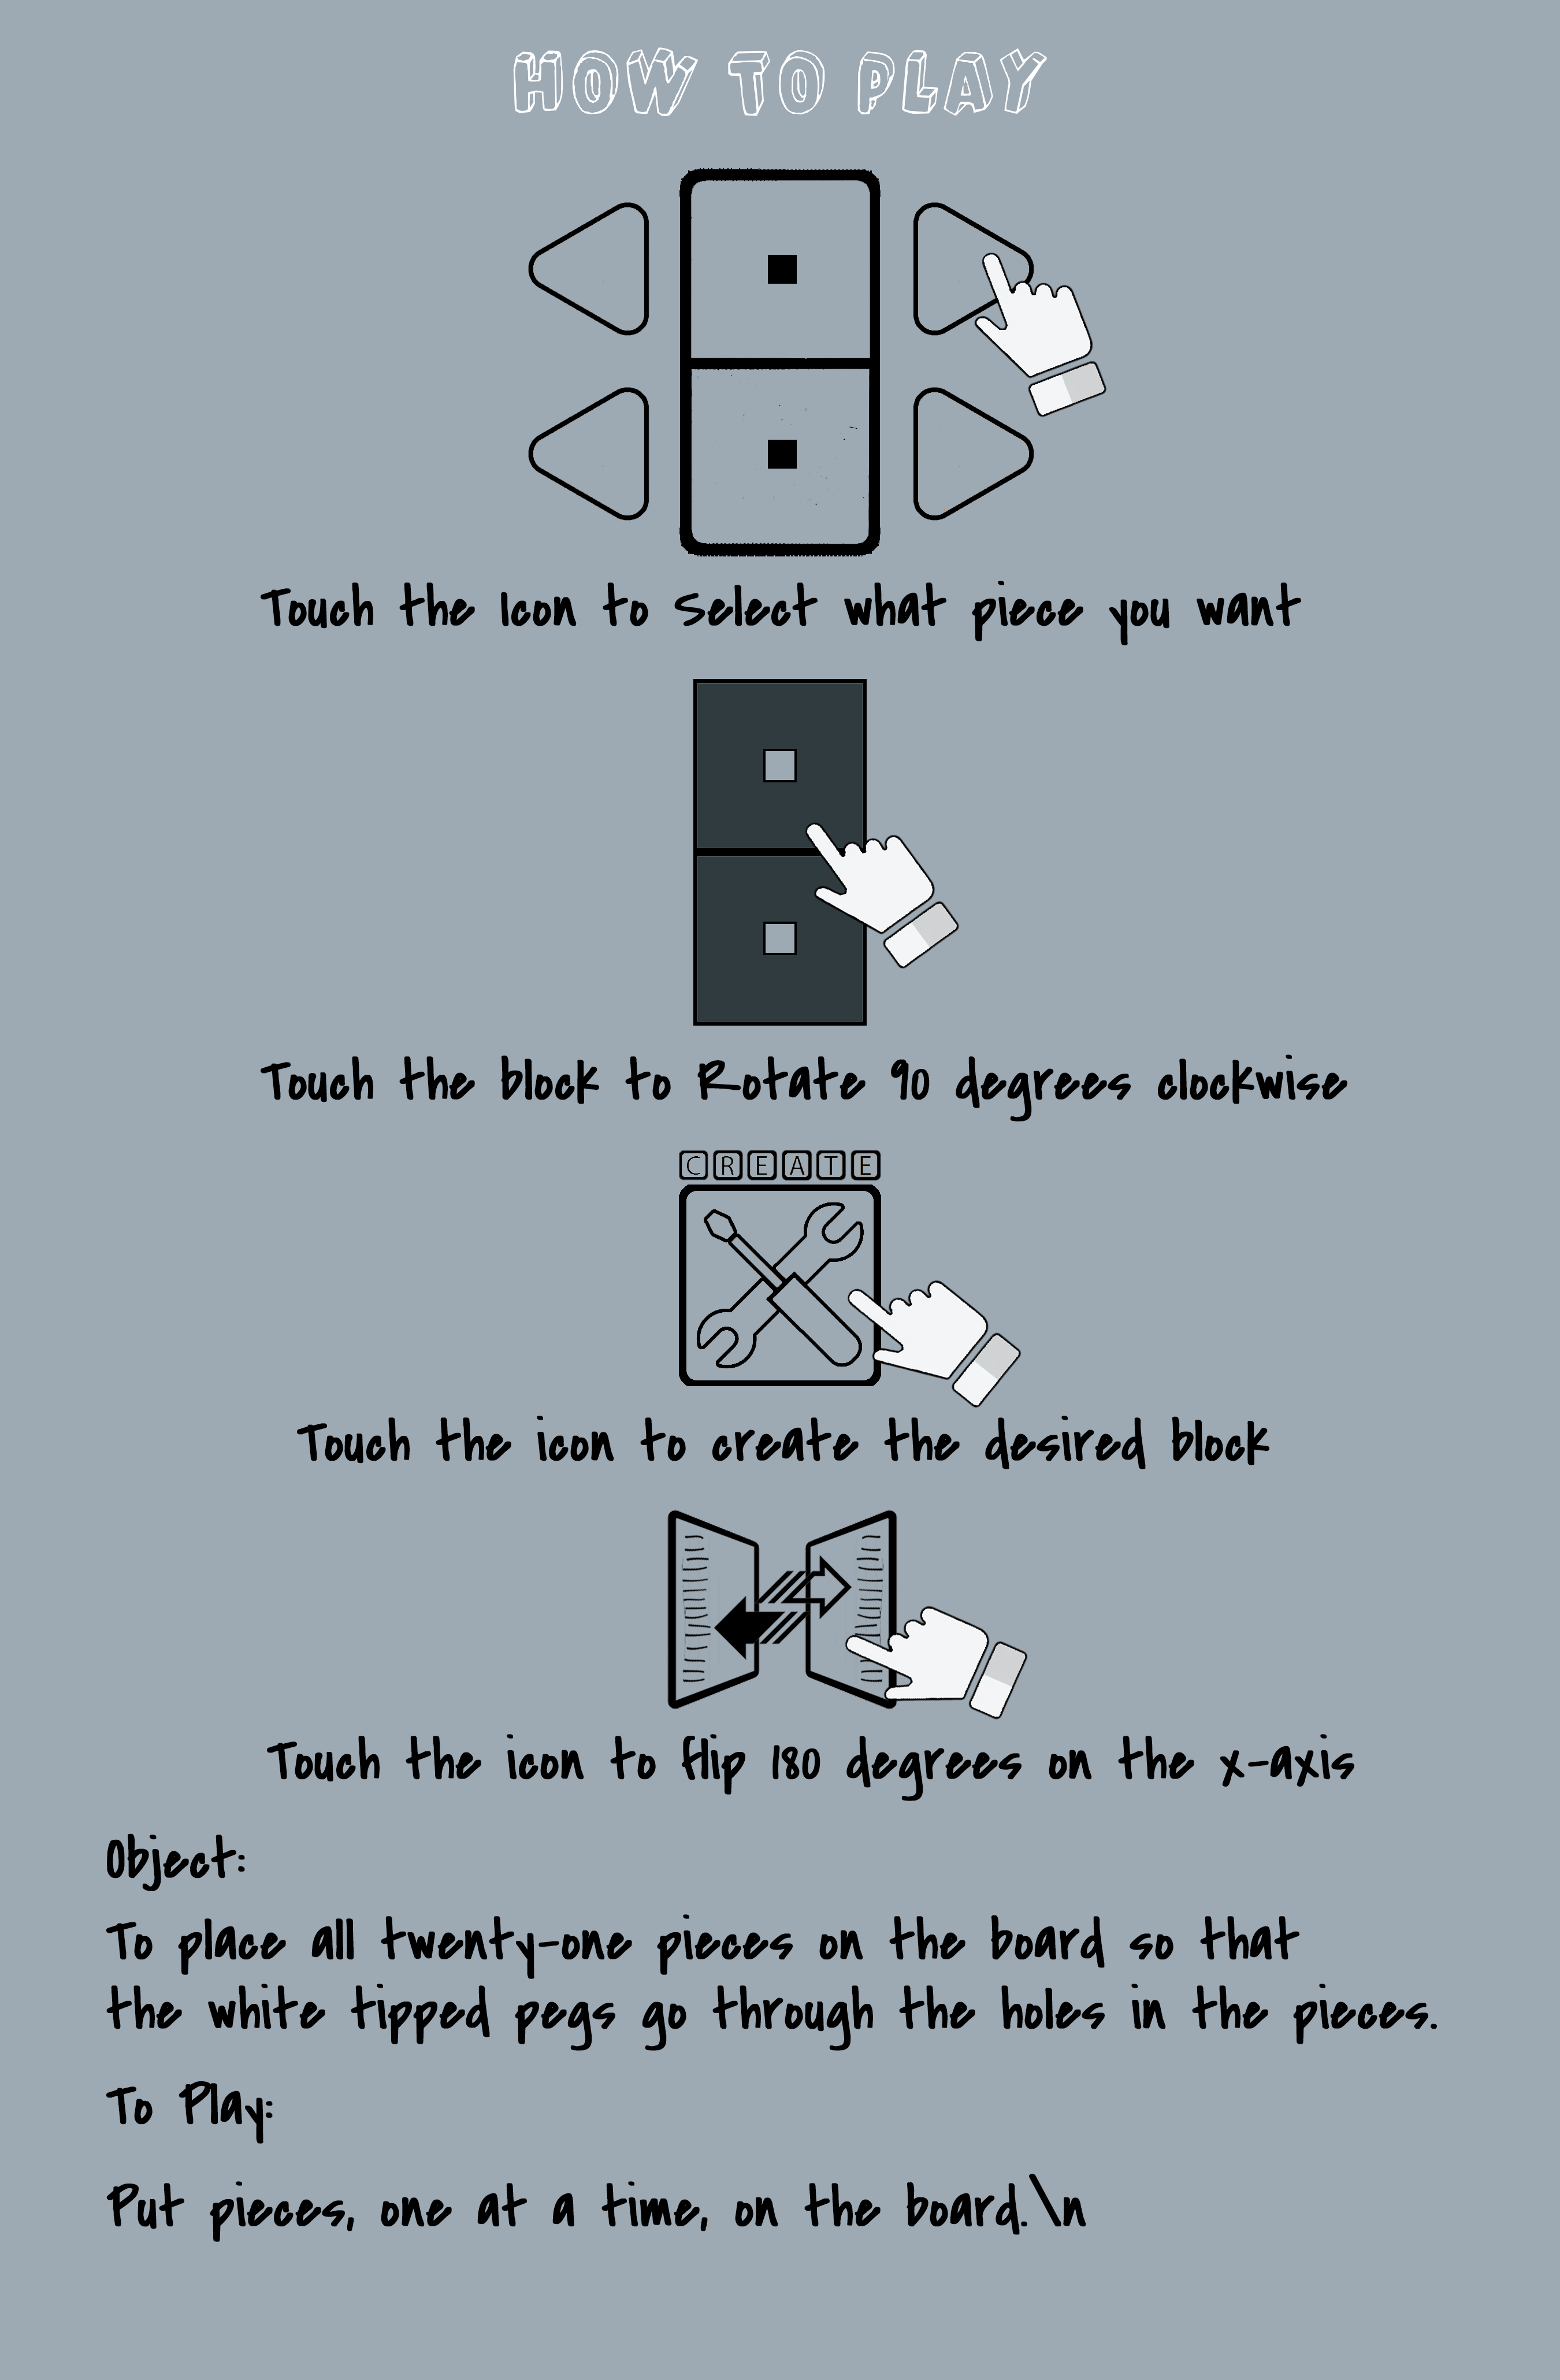 HOW TO PLAY
Touch the Icon to Select what piece you want
Touch the block to Rotate 90 degrees clockwise
CREATE
Touch the icon to create the desired block
Touch the icon to flip 180 degrees on the x-axis
Object:
To place all twenty-one pieces on the board so that
the white tipped pegs go through the holes in the pieces.
To Play:
Put pieces, one at a time, on the board.\n